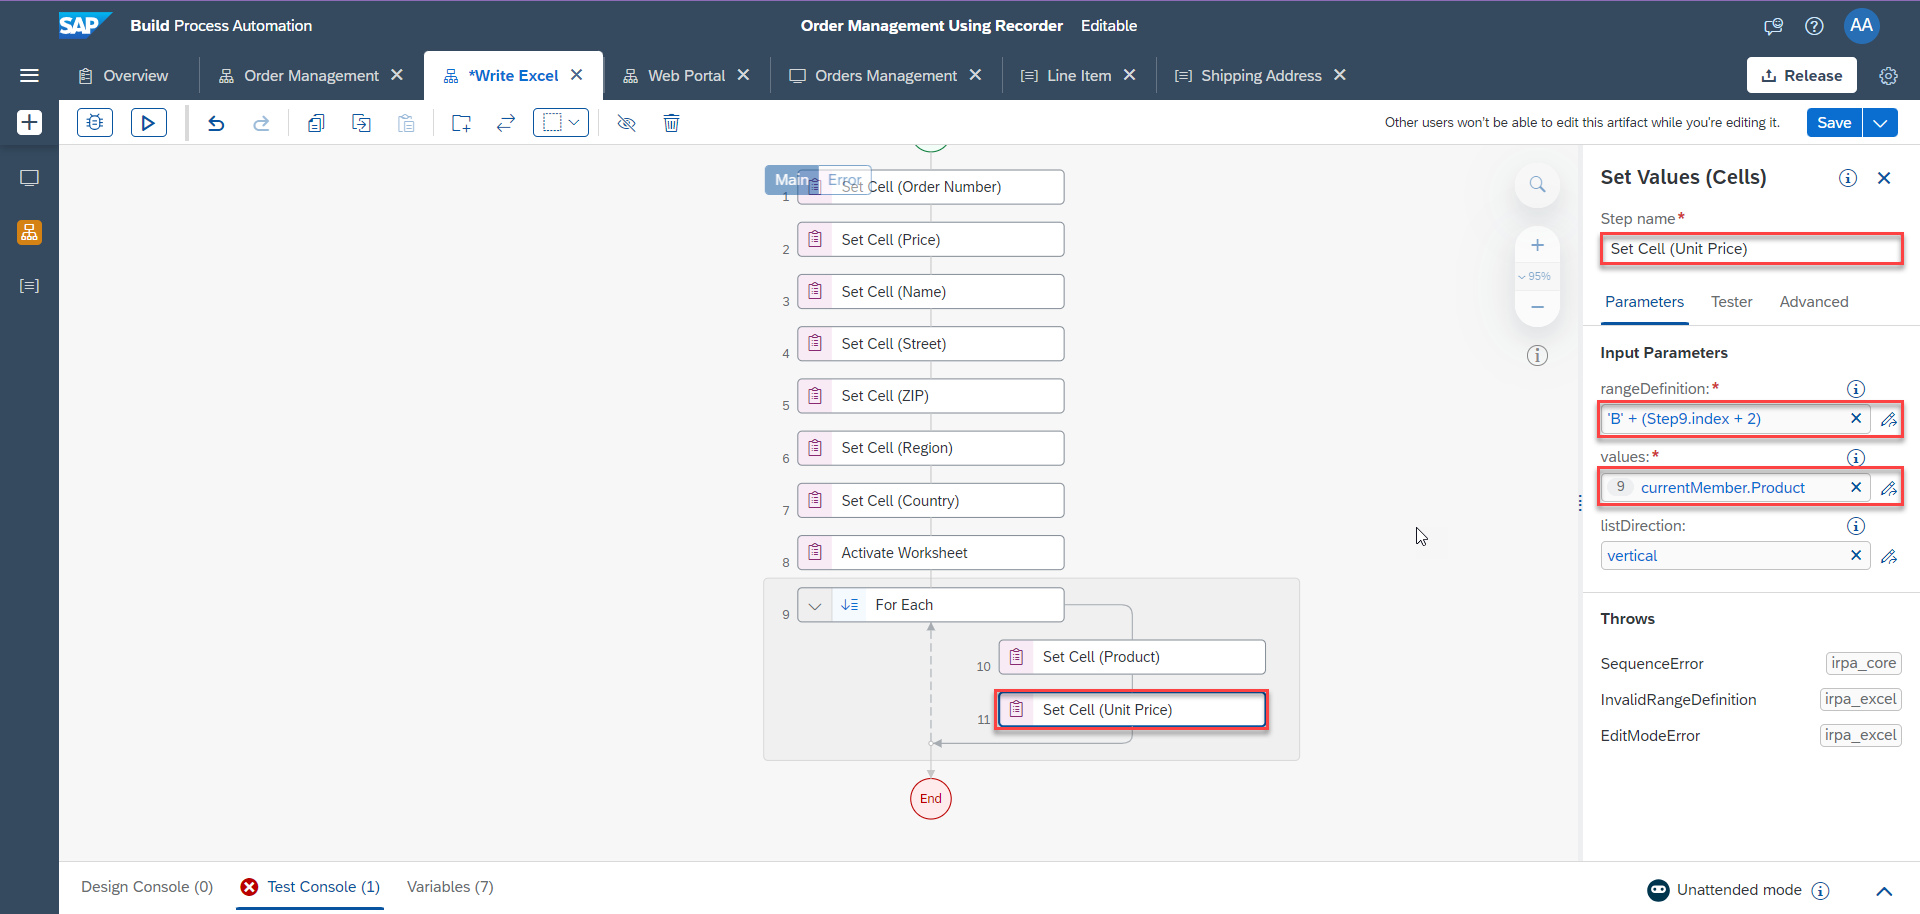 SAP Build Process Automation
Order Management Using Recorder Editable
AA
Overview
Order Management
*Write Excel
Web Portal
Orders Management
Line Item
Shipping Address
Release
Other users won't be able to edit this artifact while you're editing it.
Save
Main
Error
1 Set Cell (Order Number)
2 Set Cell (Price)
3 Set Cell (Name)
4 Set Cell (Street)
5 Set Cell (ZIP)
6 Set Cell (Region)
7 Set Cell (Country)
8 Activate Worksheet
9 For Each
10 Set Cell (Product)
11 Set Cell (Unit Price)
End
95%
Set Values (Cells)
Step name*
Set Cell (Unit Price)
Parameters Tester Advanced
Input Parameters
rangeDefinition:*
'B' + (Step9.index + 2)
values:*
9 currentMember.Product
listDirection:
vertical
Throws
SequenceError irpa_core
InvalidRangeDefinition irpa_excel
EditModeError irpa_excel
Design Console (0) Test Console (1) Variables (7)
Unattended mode